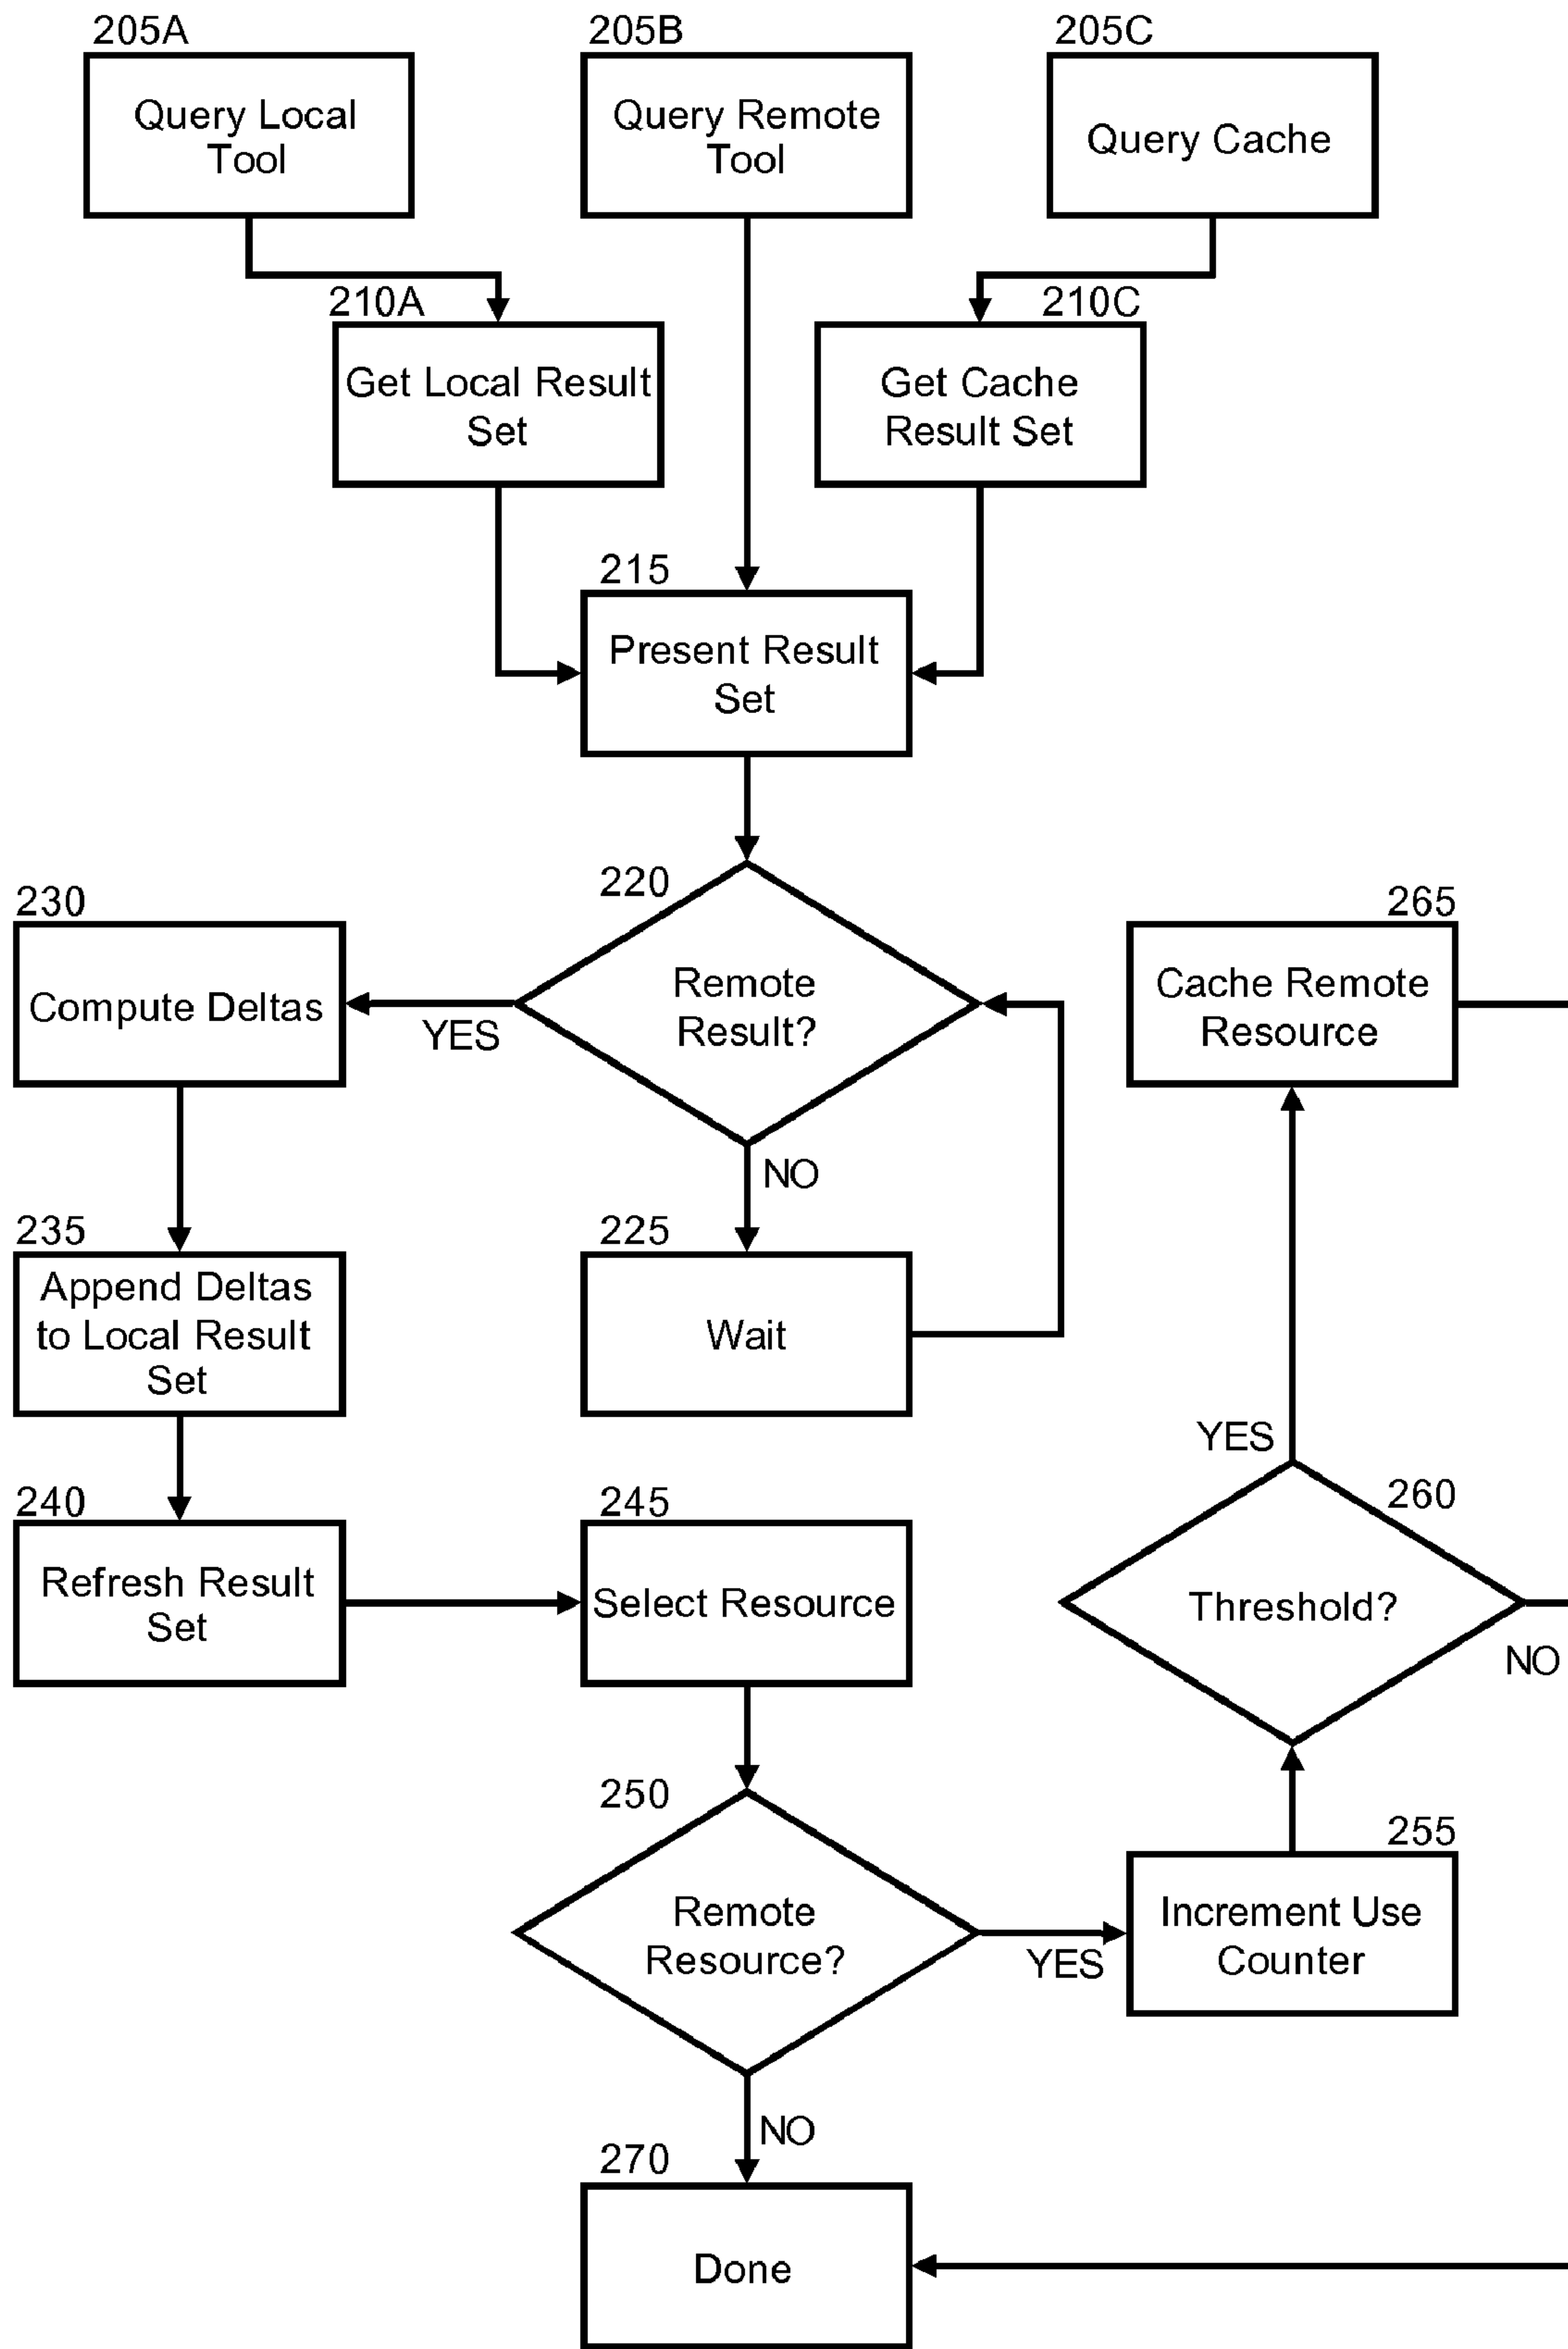 205A
Query Local
Tool
205B
Query Remote
Tool
205C
Query Cache
210A
Get Local Result
Set
210C
Get Cache
Result Set
215
Present Result
Set
220
Remote
Result?
YES
NO
230
Compute Deltas
265
Cache Remote
Resource
235
Append Deltas
to Local Result
Set
225
Wait
YES
240
Refresh Result
Set
245
Select Resource
260
Threshold?
NO
250
Remote
Resource?
YES
NO
255
Increment Use
Counter
270
Done